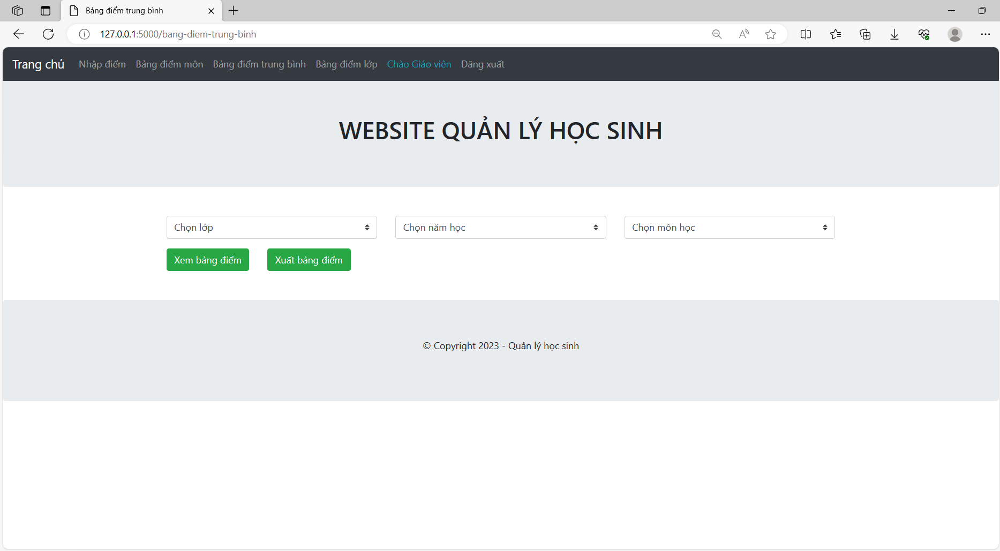 Bảng điểm trung bình
127.0.0.1:5000/bang-diem-trung-binh
Trang chủ Nhập điểm Bảng điểm môn Bảng điểm trung bình Bảng điểm lớp Chào Giáo viên Đăng xuất
WEBSITE QUẢN LÝ HỌC SINH
Chọn lớp Chọn năm học Chọn môn học
Xem bảng điểm Xuất bảng điểm
© Copyright 2023 - Quản lý học sinh